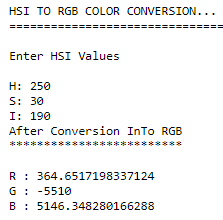 HSI TO RGB COLOR CONVERSION...
==============================
Enter HSI Values
H: 250
S: 30
I: 190
After Conversion InTo RGB
*************************
R : 364.6517198337124
G : -5510
B : 5146.348280166288